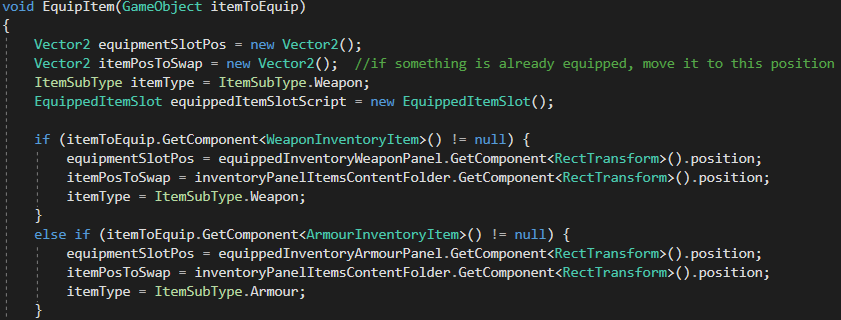 void EquipItem(GameObject itemToEquip)
{
Vector2 equipmentSlotPos = new Vector2();
Vector2 itemPosToSwap = new Vector2();  //if something is already equipped, move it to this position
ItemSubType itemType = ItemSubType.Weapon;
EquippedItemSlot equippedItemSlotScript = new EquippedItemSlot();
if (itemToEquip.GetComponent<WeaponInventoryItem>() != null) {
equipmentSlotPos = equippedInventoryWeaponPanel.GetComponent<RectTransform>().position;
itemPosToSwap = inventoryPanelItemsContentFolder.GetComponent<RectTransform>().position;
itemType = ItemSubType.Weapon;
}
else if (itemToEquip.GetComponent<ArmourInventoryItem>() != null) {
equipmentSlotPos = equippedInventoryArmourPanel.GetComponent<RectTransform>().position;
itemPosToSwap = inventoryPanelItemsContentFolder.GetComponent<RectTransform>().position;
itemType = ItemSubType.Armour;
}